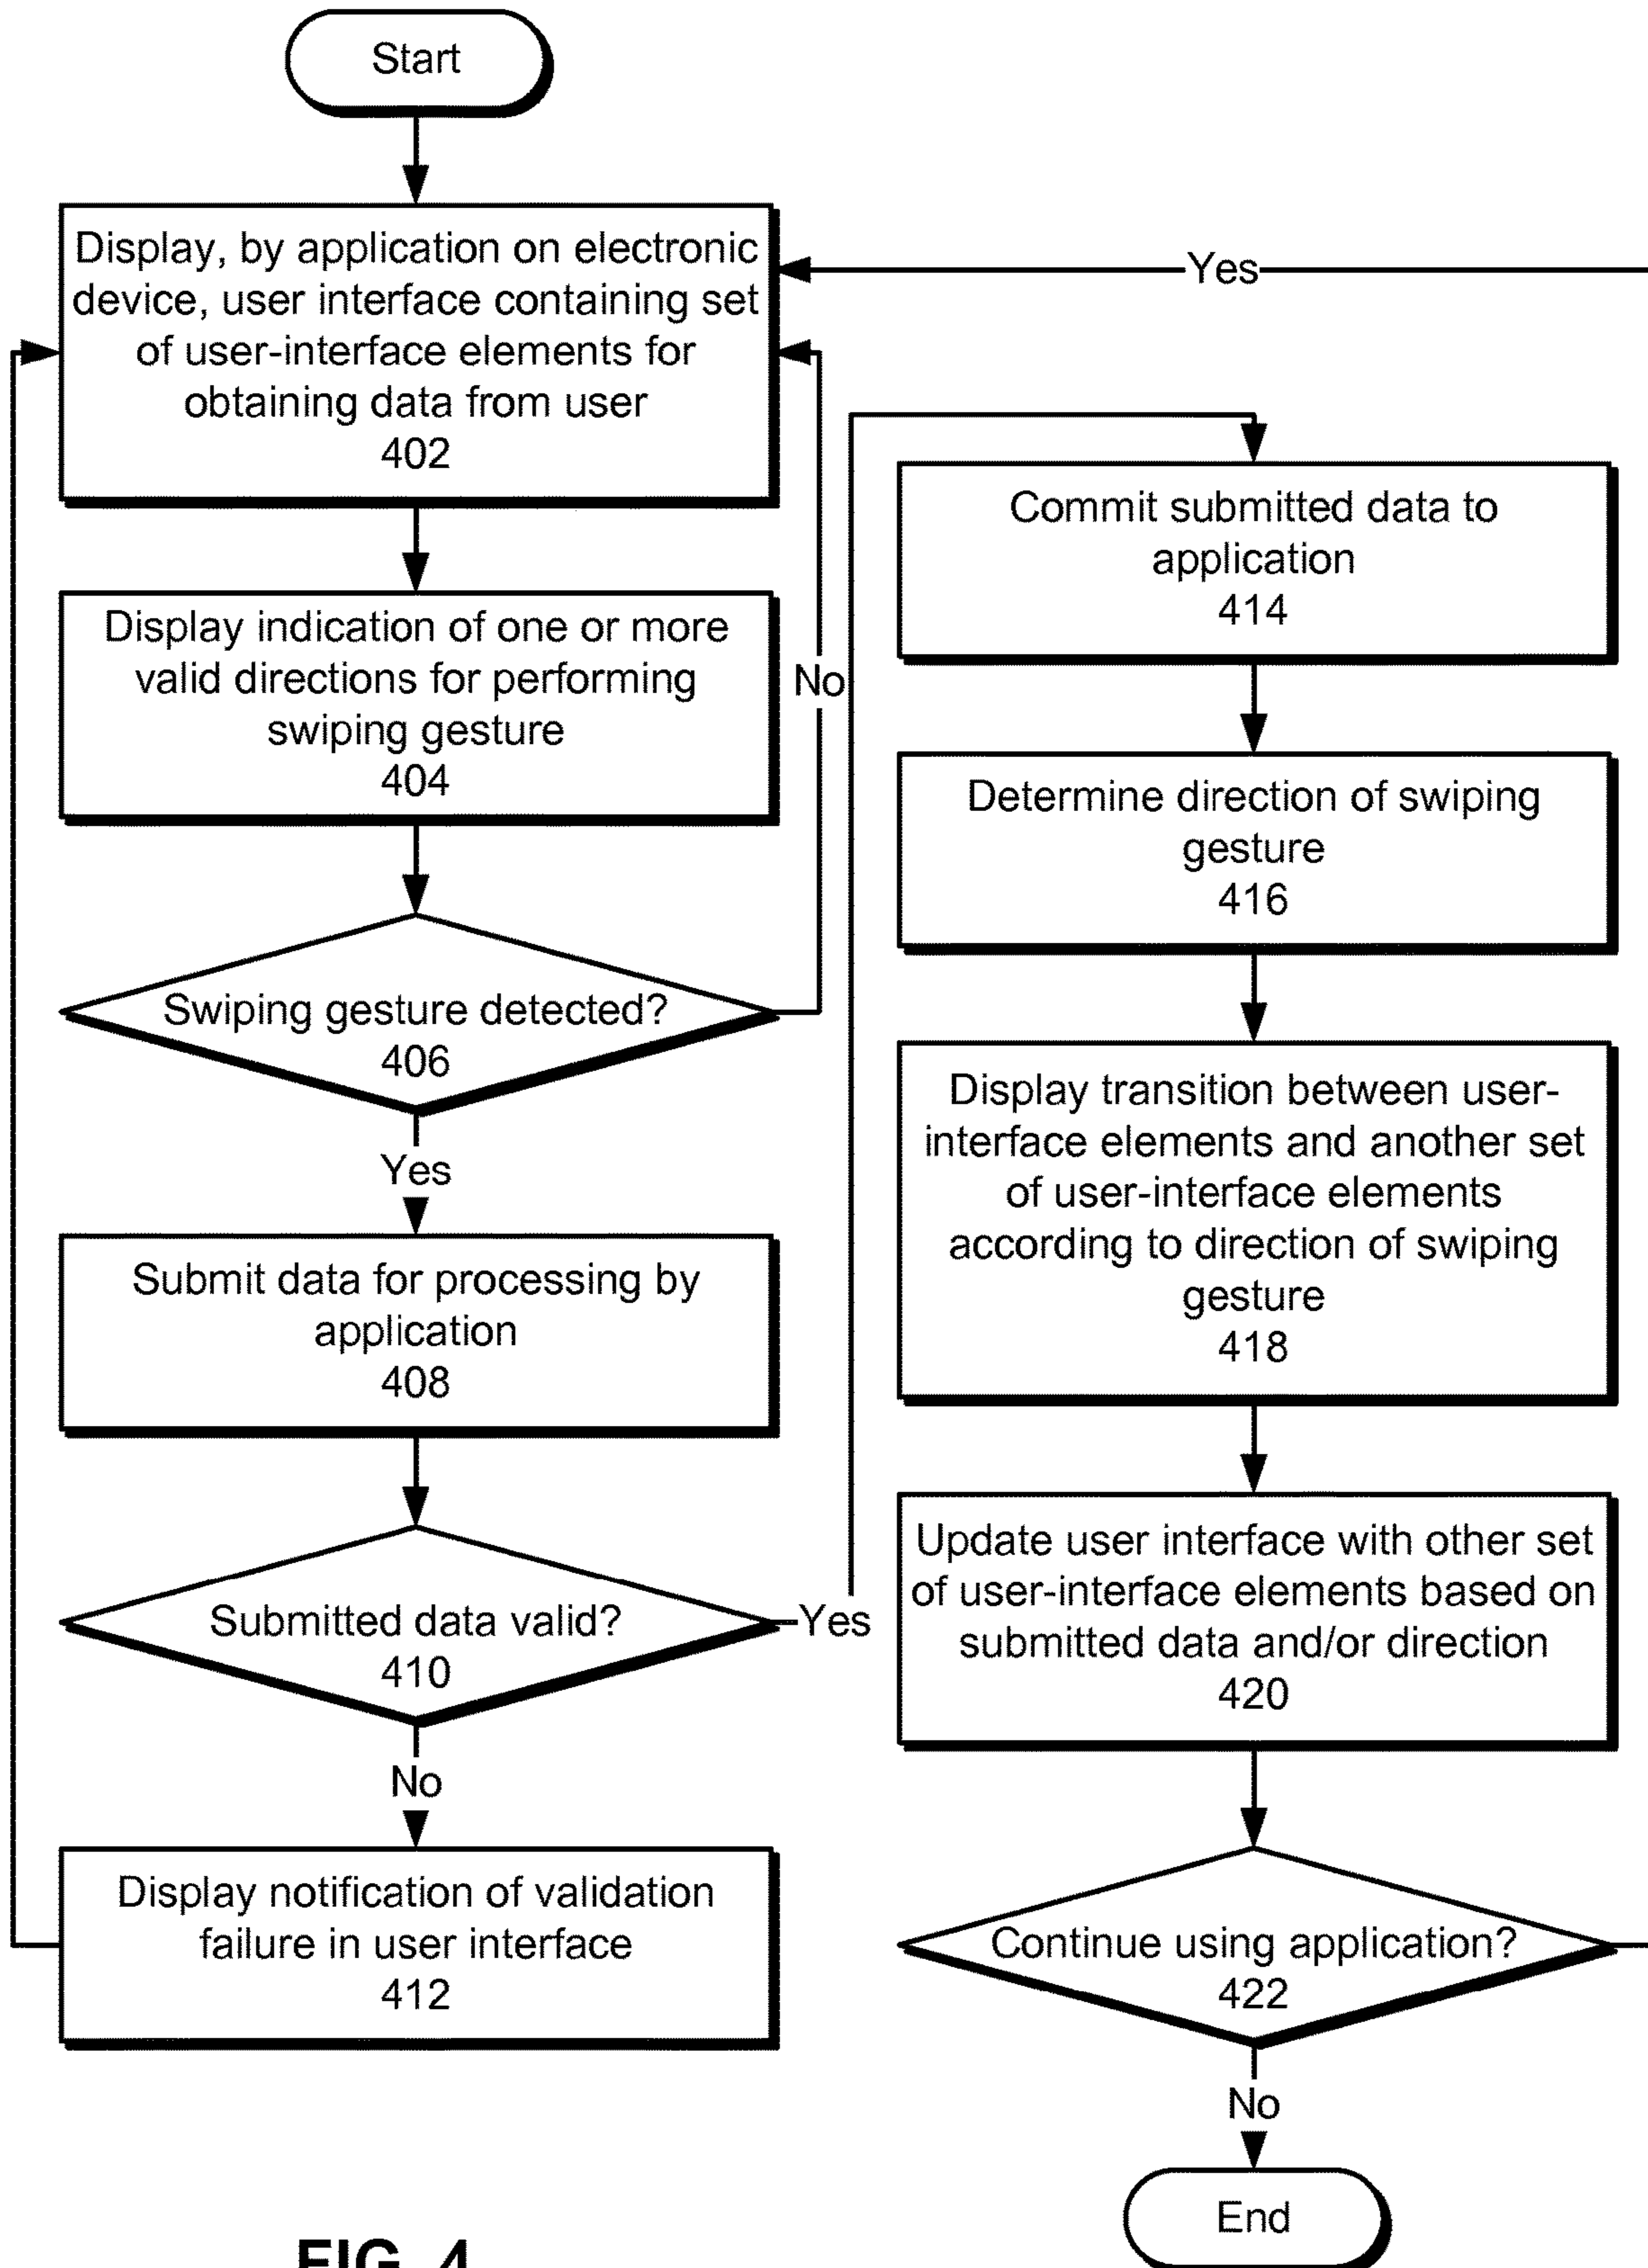 Start
Display, by application on electronic
device, user interface containing set
of user-interface elements for
obtaining data from user
402
Display indication of one or more
valid directions for performing
swiping gesture
404
Swiping gesture detected?
406
No
Yes
Submit data for processing by
application
408
Submitted data valid?
410
Yes
No
Display notification of validation
failure in user interface
412
Commit submitted data to
application
414
Determine direction of swiping
gesture
416
Display transition between user-
interface elements and another set
of user-interface elements
according to direction of swiping
gesture
418
Update user interface with other set
of user-interface elements based on
submitted data and/or direction
420
Continue using application?
422
Yes
No
End
FIG. 4